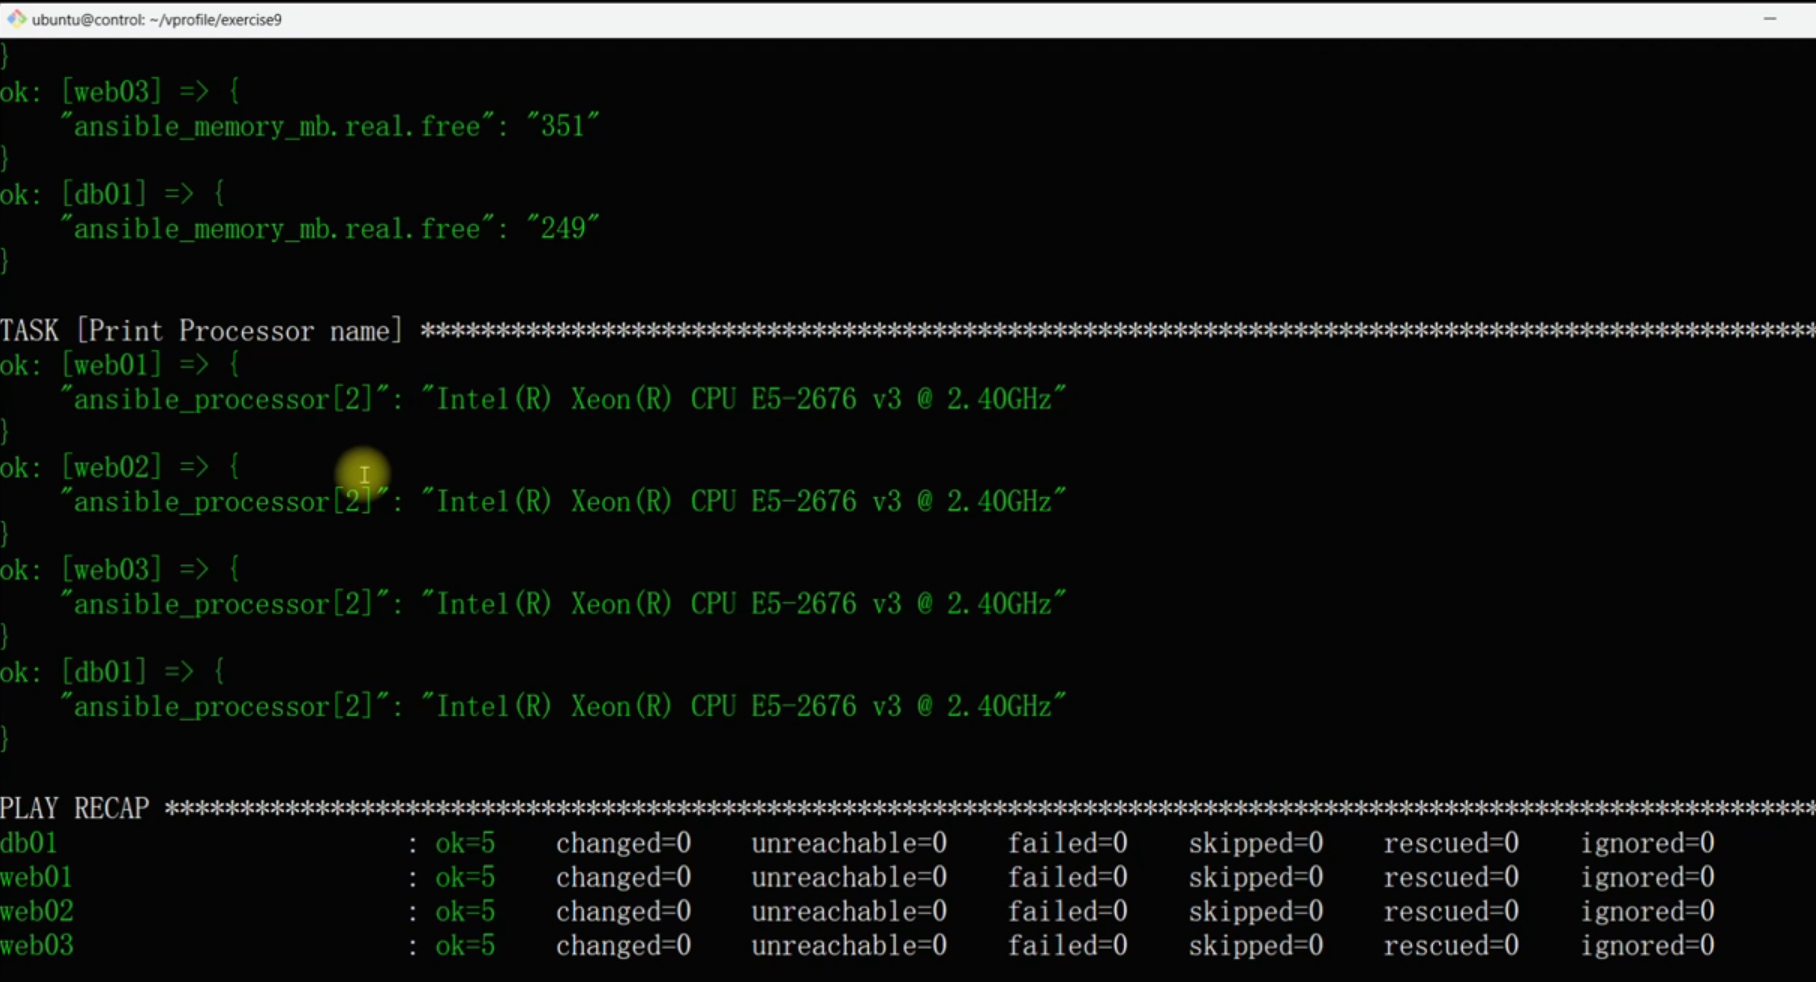 ubuntu@control: ~/vprofile/exercise9
}
ok: [web03] => {
    "ansible_memory_mb.real.free": "351"
}
ok: [db01] => {
    "ansible_memory_mb.real.free": "249"
}
TASK [Print Processor name] *********************************************************************************************
ok: [web01] => {
    "ansible_processor[2]": "Intel(R) Xeon(R) CPU E5-2676 v3 @ 2.40GHz"
}
ok: [web02] => {
    "ansible_processor[2]": "Intel(R) Xeon(R) CPU E5-2676 v3 @ 2.40GHz"
}
ok: [web03] => {
    "ansible_processor[2]": "Intel(R) Xeon(R) CPU E5-2676 v3 @ 2.40GHz"
}
ok: [db01] => {
    "ansible_processor[2]": "Intel(R) Xeon(R) CPU E5-2676 v3 @ 2.40GHz"
}
PLAY RECAP **************************************************************************************************************
db01                       : ok=5    changed=0    unreachable=0    failed=0    skipped=0    rescued=0    ignored=0
web01                      : ok=5    changed=0    unreachable=0    failed=0    skipped=0    rescued=0    ignored=0
web02                      : ok=5    changed=0    unreachable=0    failed=0    skipped=0    rescued=0    ignored=0
web03                      : ok=5    changed=0    unreachable=0    failed=0    skipped=0    rescued=0    ignored=0